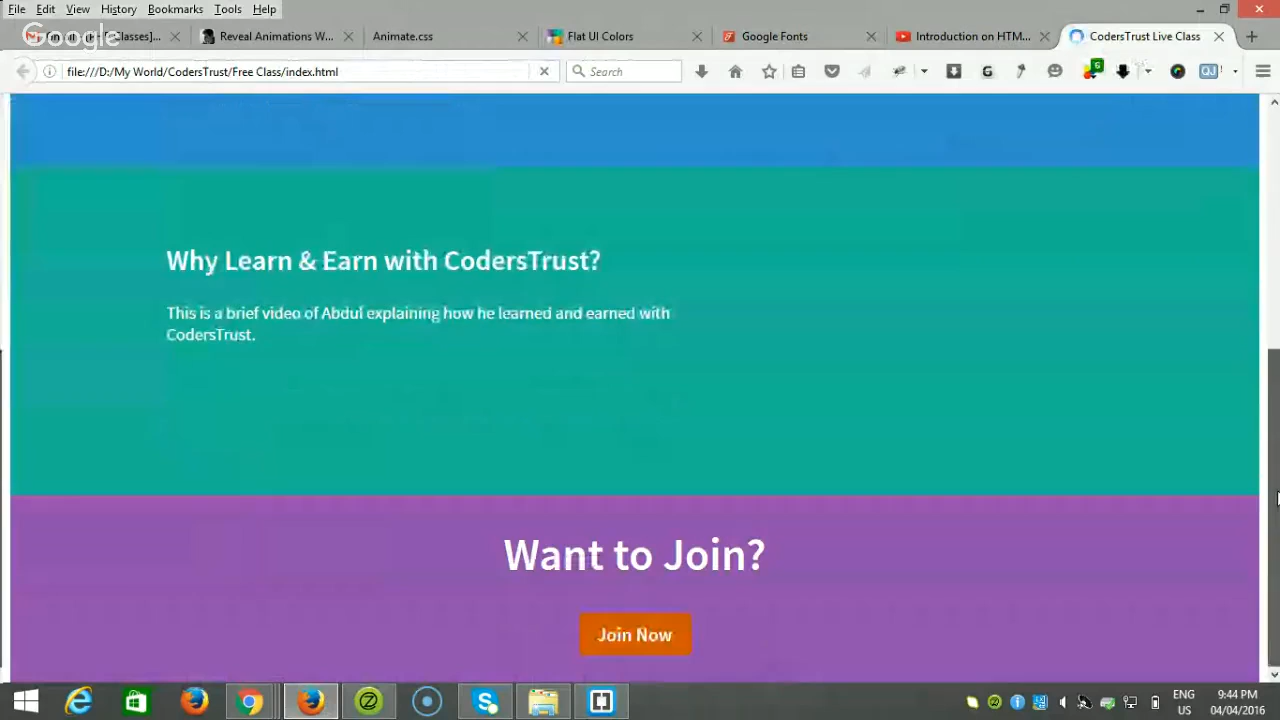 File Edit View History Bookmarks Tools Help
Google
Classes]...
Reveal Animations W...
Animate.css
Flat UI Colors
Google Fonts
Introduction on HTM...
CodersTrust Live Class
file:///D:/My World/CodersTrust/Free Class/index.html
Search
Why Learn & Earn with CodersTrust?
This is a brief video of Abdul explaining how he learned and earned with
CodersTrust.
Want to Join?
Join Now
ENG
US
9:44 PM
04/04/2016